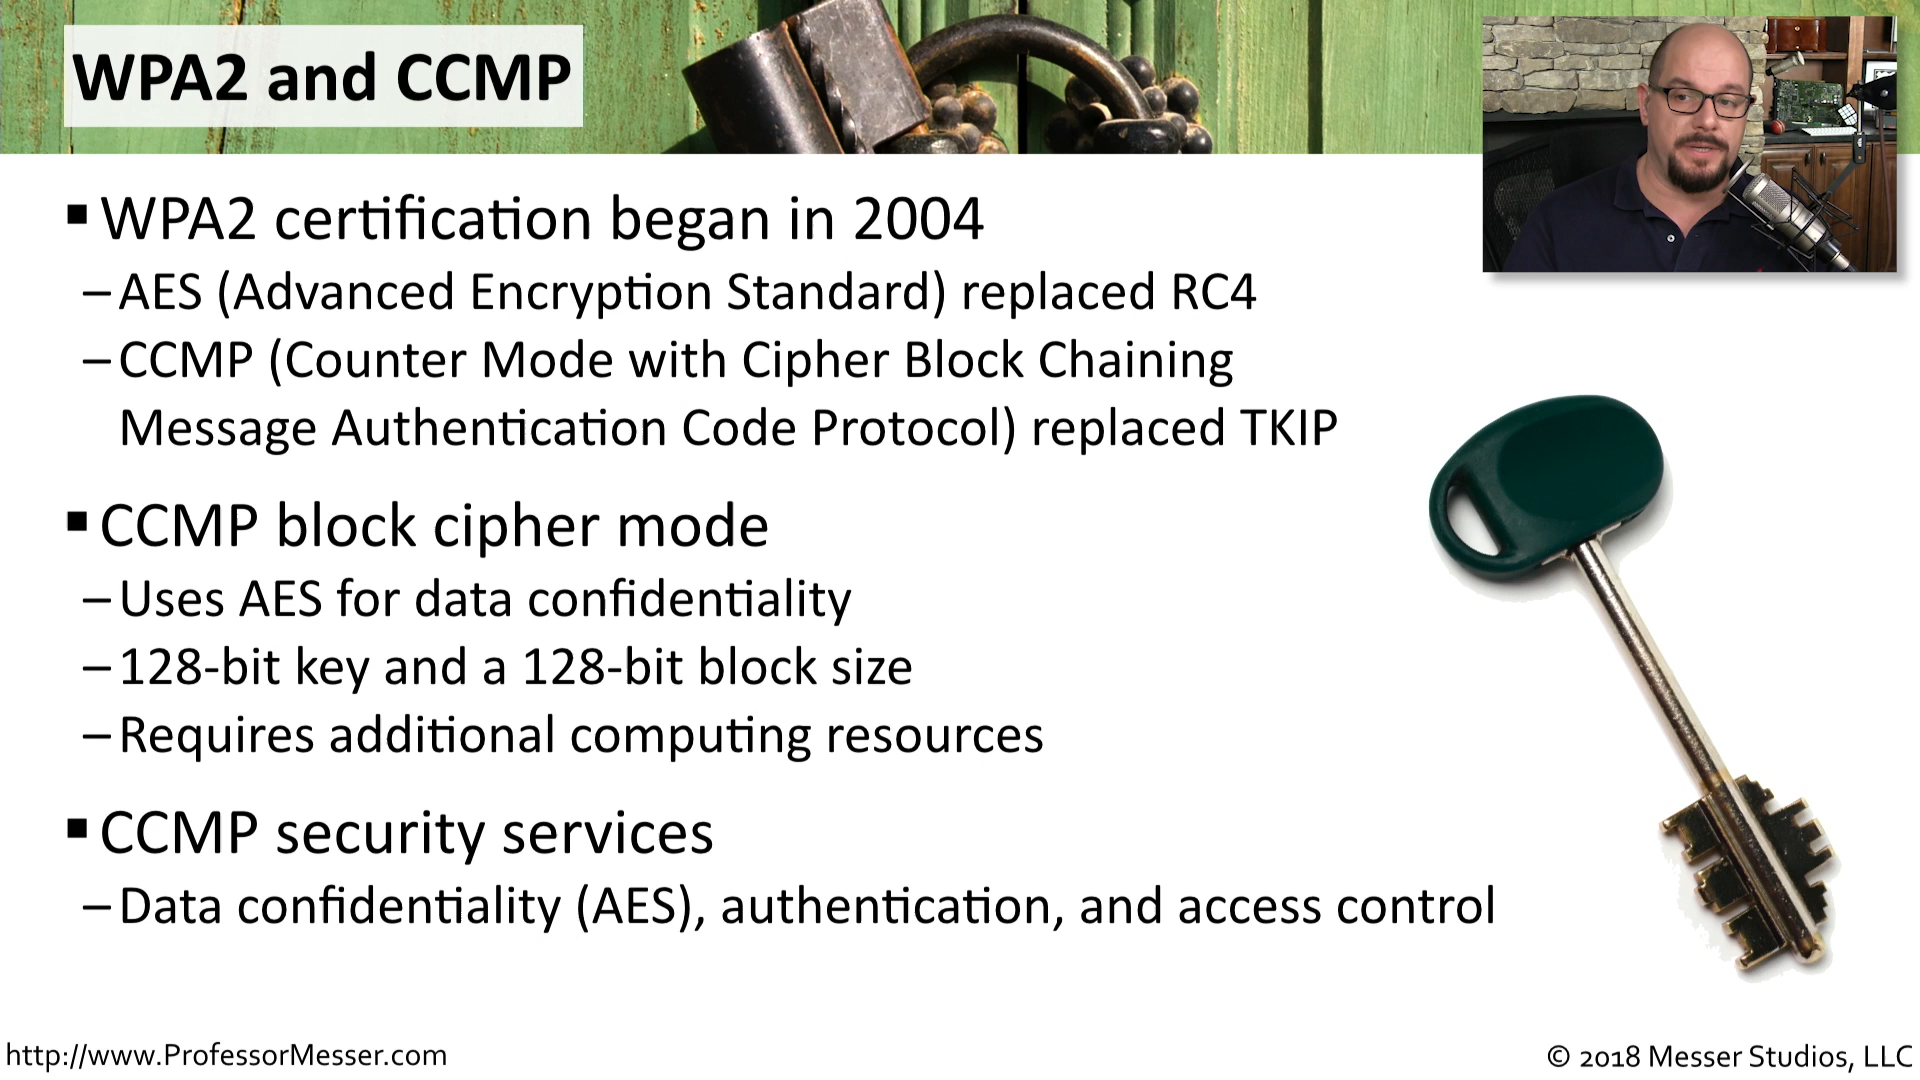 WPA2 and CCMP
▪ WPA2 certification began in 2004
– AES (Advanced Encryption Standard) replaced RC4
– CCMP (Counter Mode with Cipher Block Chaining
Message Authentication Code Protocol) replaced TKIP
▪ CCMP block cipher mode
– Uses AES for data confidentiality
– 128-bit key and a 128-bit block size
– Requires additional computing resources
▪ CCMP security services
– Data confidentiality (AES), authentication, and access control
http://www.ProfessorMesser.com
© 2018 Messer Studios, LLC